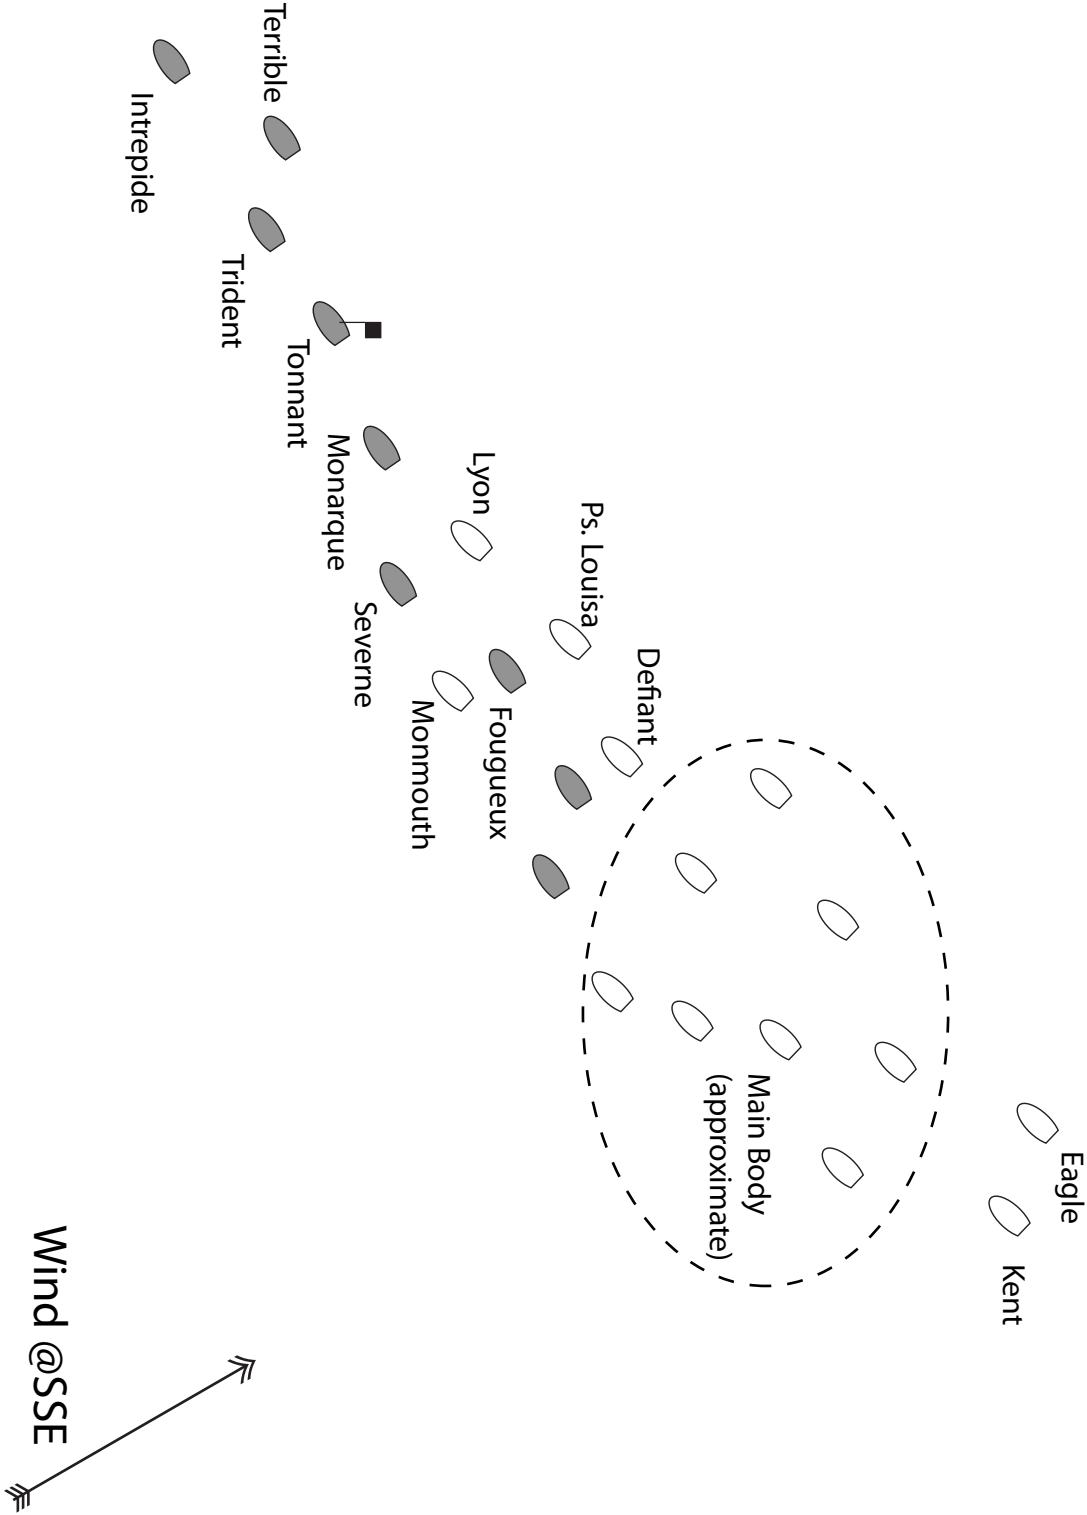 Terrible
Intrepide
Trident
Tonnant
Monarque
Lyon
Severne
Ps. Louisa
Fougueux
Monmouth
Defiant
Main Body
(approximate)
Eagle
Kent
Wind @SSE